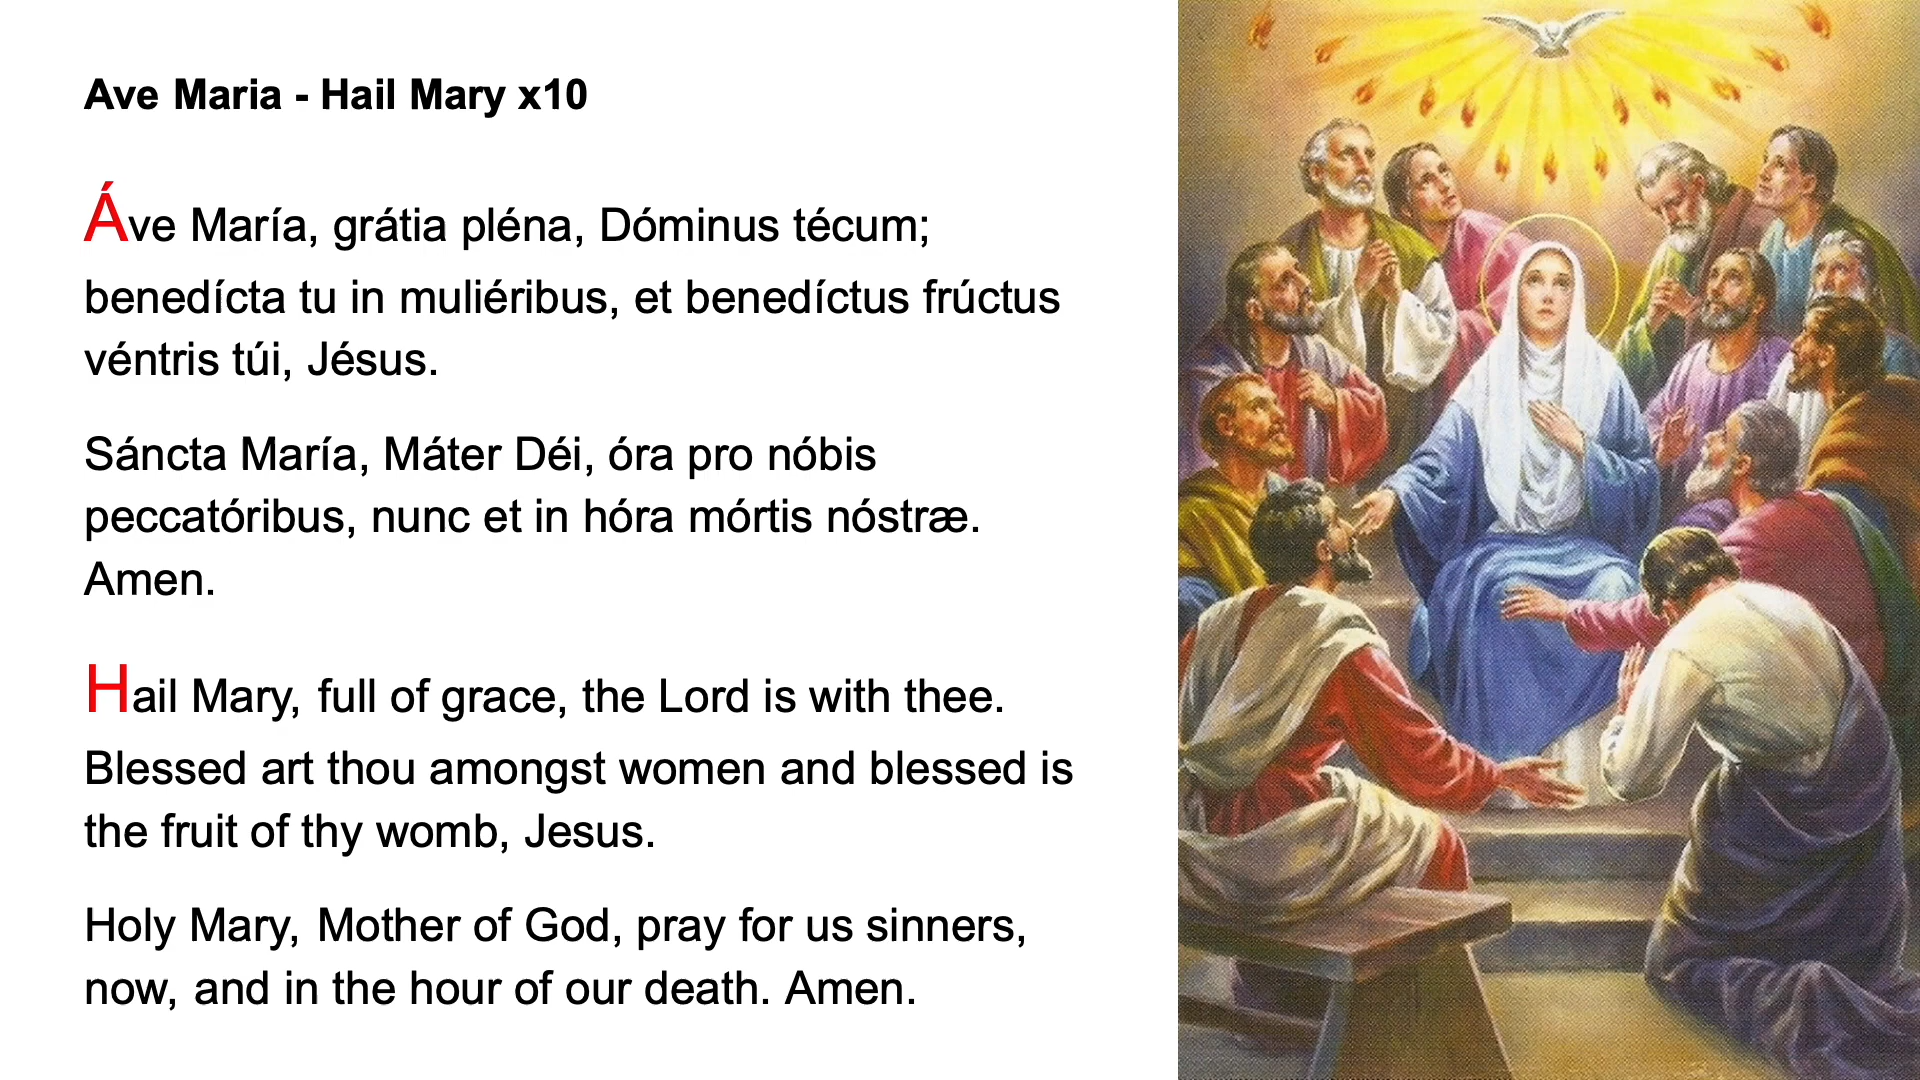 Ave Maria - Hail Mary x10
Áve María, grátia pléna, Dóminus técum;
benedícta tu in muliéribus, et benedíctus frúctus
véntris túi, Jésus.
Sáncta María, Máter Déi, óra pro nóbis
peccatóribus, nunc et in hóra mórtis nóstræ.
Amen.
Hail Mary, full of grace, the Lord is with thee.
Blessed art thou amongst women and blessed is
the fruit of thy womb, Jesus.
Holy Mary, Mother of God, pray for us sinners,
now, and in the hour of our death. Amen.